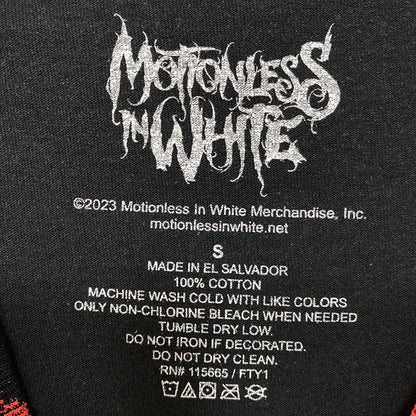 MOTIONLESS
IN WHITE
©2023 Motionless In White Merchandise, Inc.
motionlessinwhite.net
S
MADE IN EL SALVADOR
100% COTTON
MACHINE WASH COLD WITH LIKE COLORS
ONLY NON-CHLORINE BLEACH WHEN NEEDED
TUMBLE DRY LOW.
DO NOT IRON IF DECORATED.
DO NOT DRY CLEAN.
RN# 115665 / FTY1